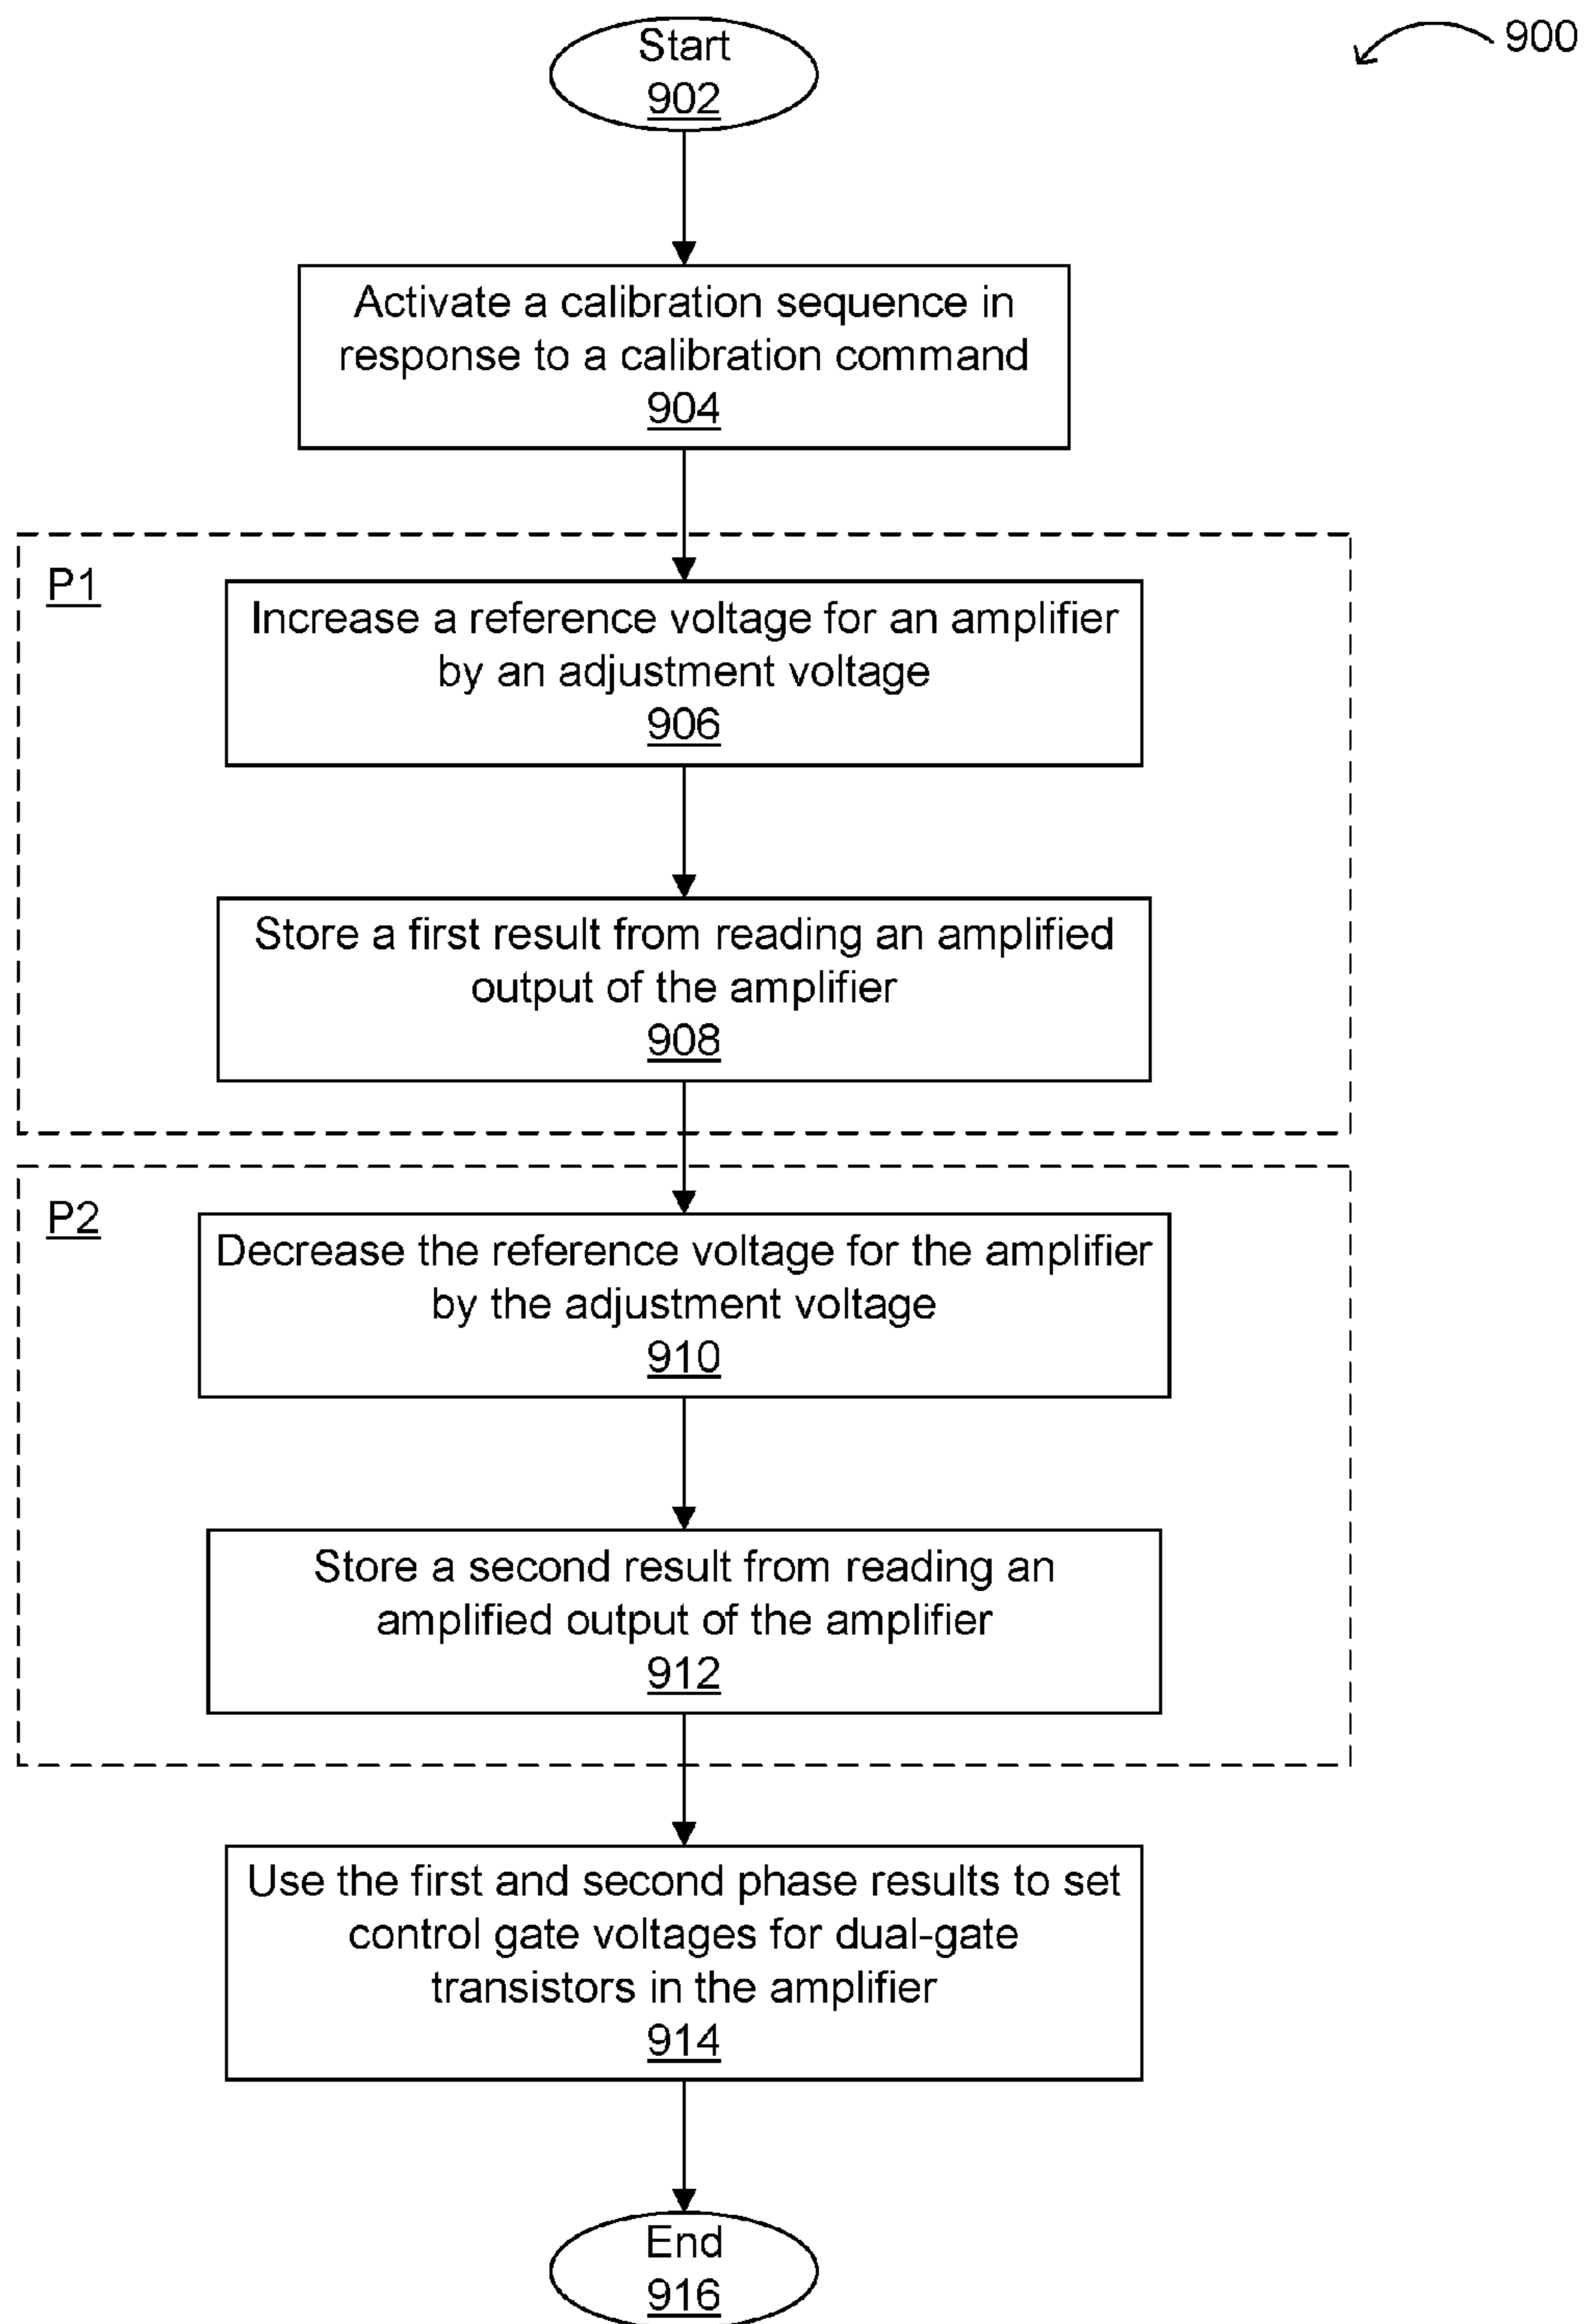 900
Start
902
Activate a calibration sequence in
response to a calibration command
904
P1
Increase a reference voltage for an amplifier
by an adjustment voltage
906
Store a first result from reading an amplified
output of the amplifier
908
P2
Decrease the reference voltage for the amplifier
by the adjustment voltage
910
Store a second result from reading an
amplified output of the amplifier
912
Use the first and second phase results to set
control gate voltages for dual-gate
transistors in the amplifier
914
End
916